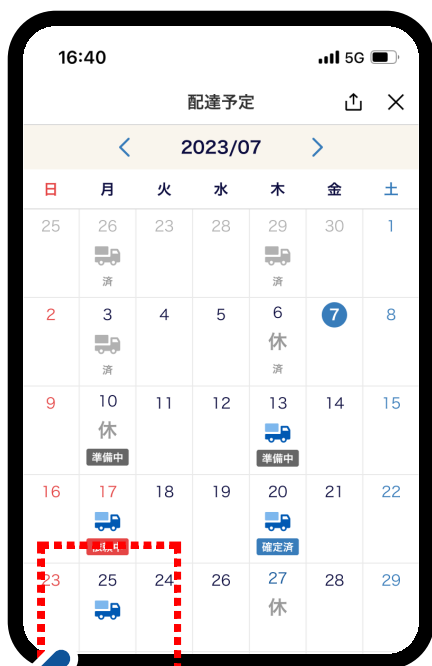 16:40 5G
配達予定
2023/07
日 月 火 水 木 金 土
25 26 23 28 29 30 1
済 済
2 3 4 5 6 7 8
休
済 済
9 10 11 12 13 14 15
休
準備中 準備中
16 17 18 19 20 21 22
確定済
23 25 24 26 27 28 29
休